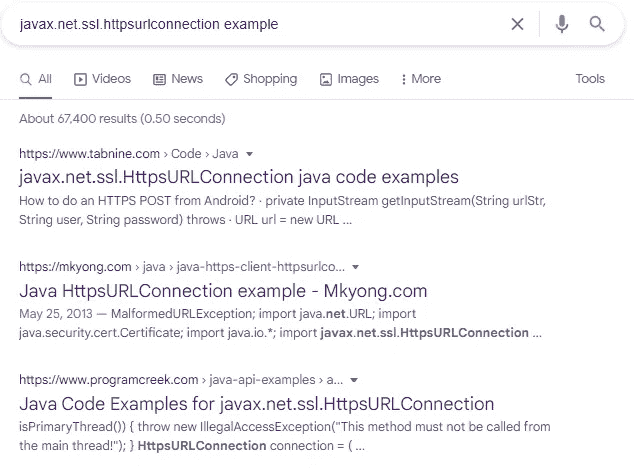 javax.net.ssl.httpsurlconnection example
All Videos News Shopping Images More Tools
About 67,400 results (0.50 seconds)
https://www.tabnine.com › Code › Java
javax.net.ssl.HttpsURLConnection java code examples
How to do an HTTPS POST from Android? · private InputStream getInputStream(String urlStr,
String user, String password) throws · URL url = new URL ...
https://mkyong.com › java › java-https-client-httpsurlco...
Java HttpsURLConnection example - Mkyong.com
May 25, 2013 — MalformedURLException; import java.net.URL; import
java.security.cert.Certificate; import java.io.*; import javax.net.ssl.HttpsURLConnection ...
https://www.programcreek.com › java-api-examples › a...
Java Code Examples for javax.net.ssl.HttpsURLConnection
isPrimaryThread()) { throw new IllegalAccessException("This method must not be called from
the main thread!"); } HttpsURLConnection connection = ( ...